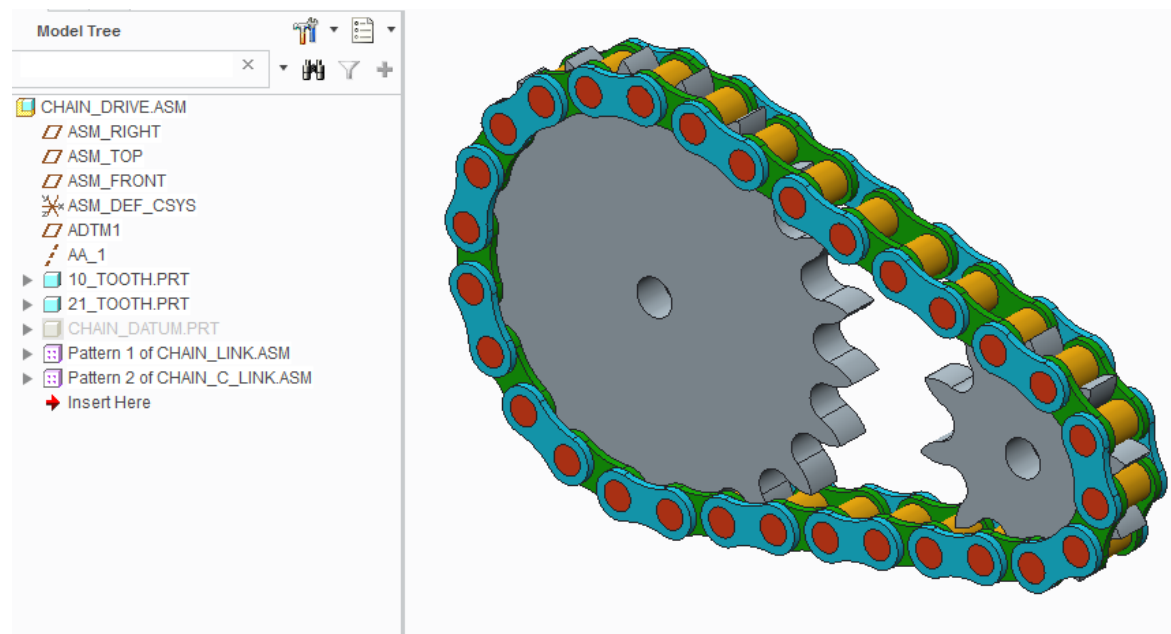 Model Tree
CHAIN_DRIVE.ASM
ASM_RIGHT
ASM_TOP
ASM_FRONT
ASM_DEF_CSYS
ADTM1
AA_1
10_TOOTH.PRT
21_TOOTH.PRT
CHAIN_DATUM.PRT
Pattern 1 of CHAIN_LINK.ASM
Pattern 2 of CHAIN_C_LINK.ASM
Insert Here